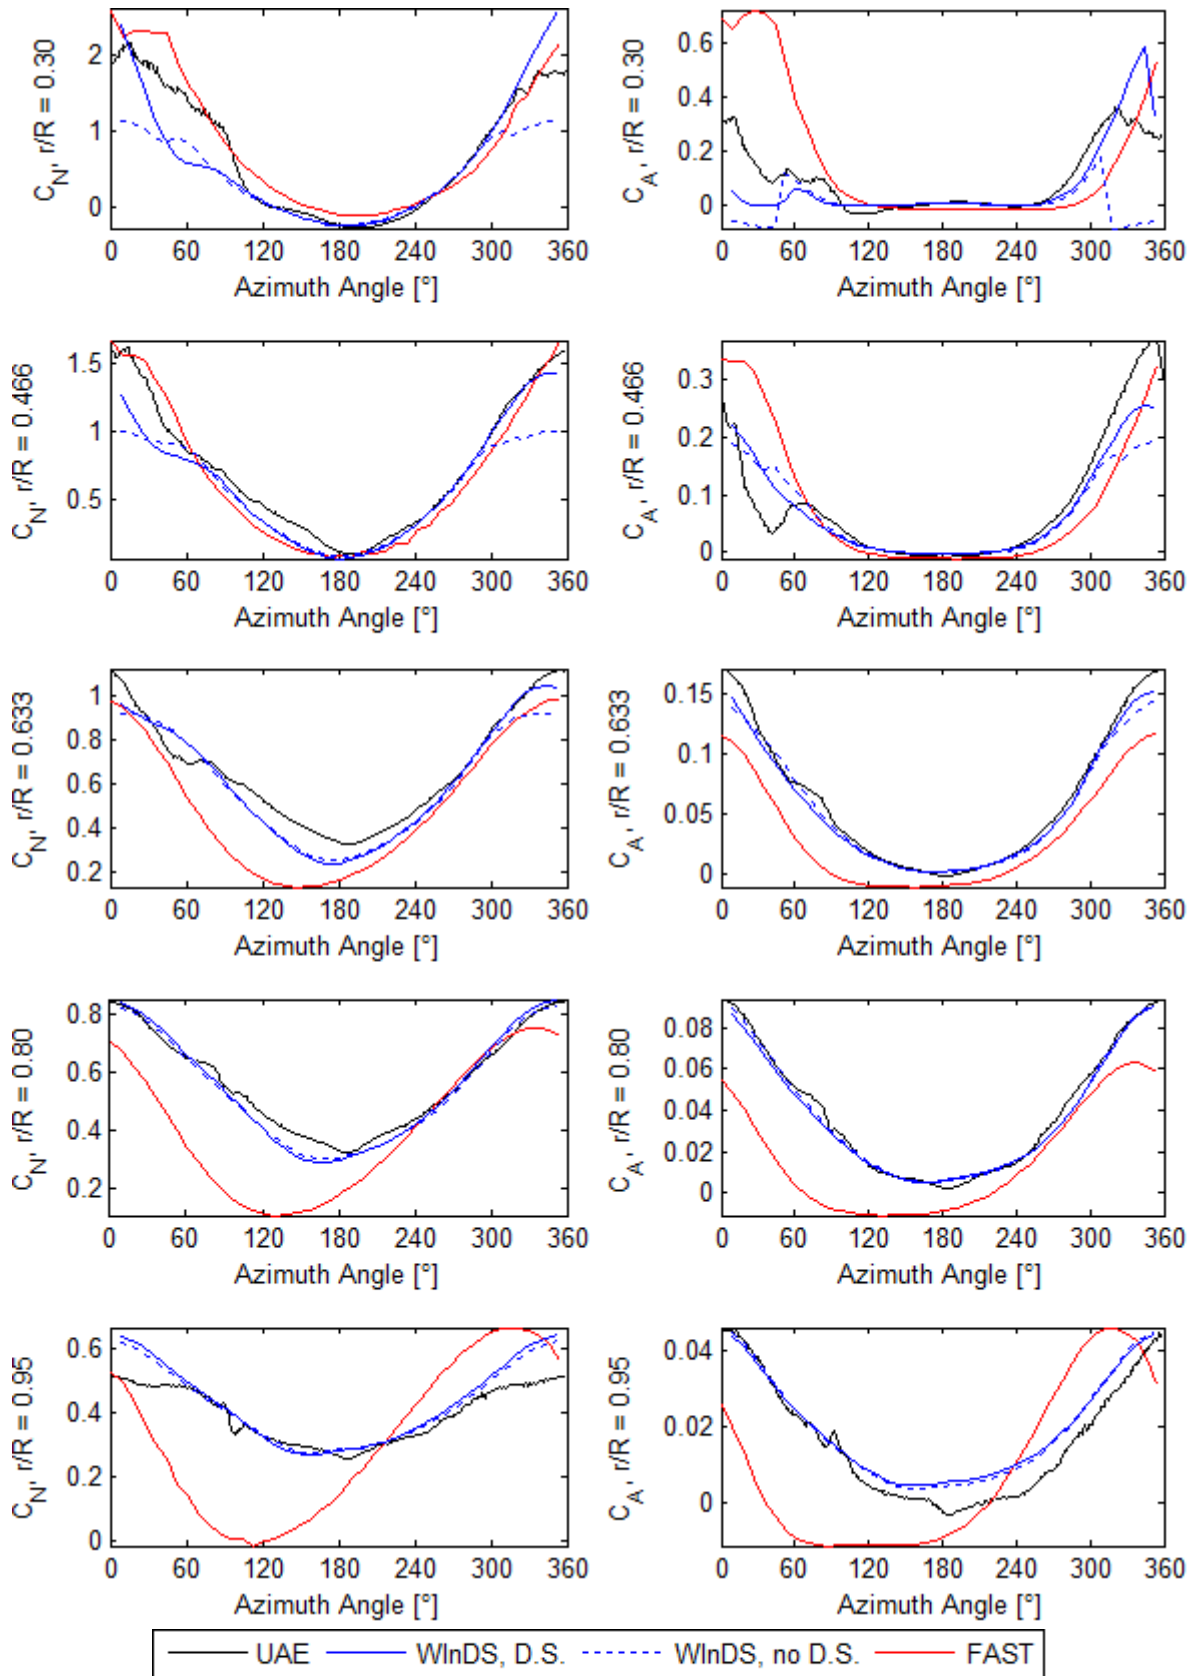 2
1
0
C_N, r/R = 0.30
0 60 120 180 240 300 360
Azimuth Angle [°]
0.6
0.4
0.2
0
C_A, r/R = 0.30
0 60 120 180 240 300 360
Azimuth Angle [°]
1.5
1
0.5
C_N, r/R = 0.466
0 60 120 180 240 300 360
Azimuth Angle [°]
0.3
0.2
0.1
0
C_A, r/R = 0.466
0 60 120 180 240 300 360
Azimuth Angle [°]
1
0.8
0.6
0.4
0.2
C_N, r/R = 0.633
0 60 120 180 240 300 360
Azimuth Angle [°]
0.15
0.1
0.05
0
C_A, r/R = 0.633
0 60 120 180 240 300 360
Azimuth Angle [°]
0.8
0.6
0.4
0.2
C_N, r/R = 0.80
0 60 120 180 240 300 360
Azimuth Angle [°]
0.08
0.06
0.04
0.02
0
C_A, r/R = 0.80
0 60 120 180 240 300 360
Azimuth Angle [°]
0.6
0.4
0.2
0
C_N, r/R = 0.95
0 60 120 180 240 300 360
Azimuth Angle [°]
0.04
0.02
0
C_A, r/R = 0.95
0 60 120 180 240 300 360
Azimuth Angle [°]
UAE WInDS, D.S. WInDS, no D.S. FAST